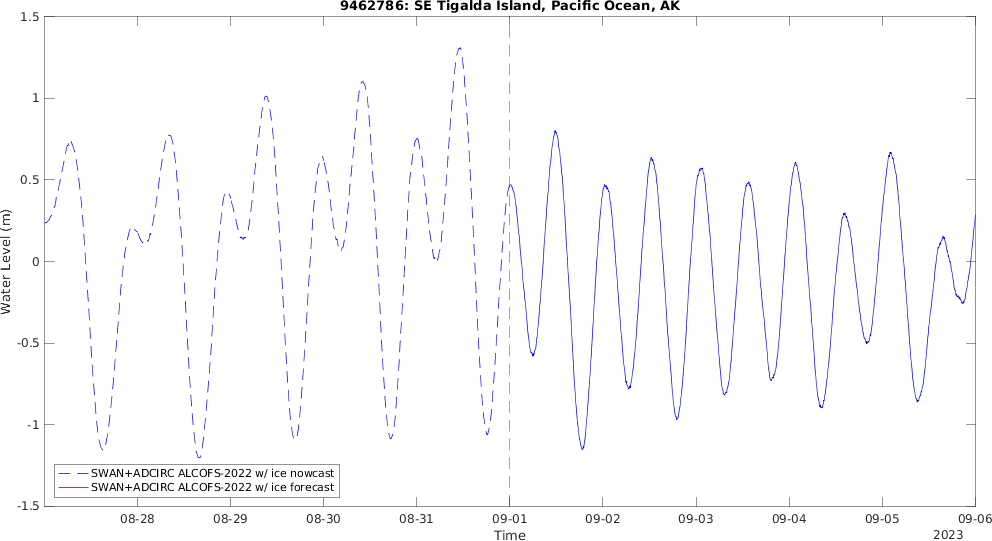 9462786: SE Tigalda Island, Pacific Ocean, AK
1.5
1
0.5
0
-0.5
-1
-1.5
Water Level (m)
SWAN+ADCIRC ALCOFS-2022 w/ ice nowcast
SWAN+ADCIRC ALCOFS-2022 w/ ice forecast
08-28 08-29 08-30 08-31 09-01 09-02 09-03 09-04 09-05 09-06
Time
2023